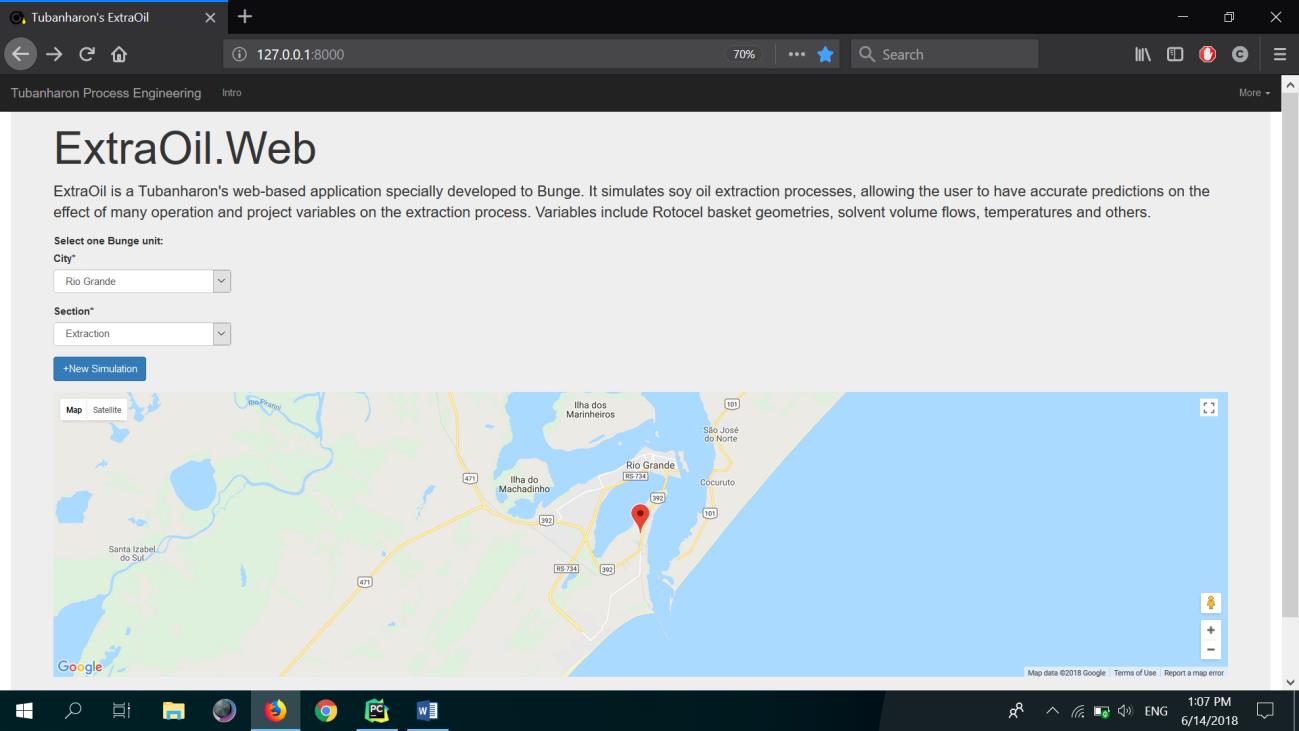 Tubanharon's ExtraOil
127.0.0.1:8000
70%
Search
Tubanharon Process Engineering
Intro
More
ExtraOil.Web
ExtraOil is a Tubanharon's web-based application specially developed to Bunge. It simulates soy oil extraction processes, allowing the user to have accurate predictions on the
effect of many operation and project variables on the extraction process. Variables include Rotocel basket geometries, solvent volume flows, temperatures and others.
Select one Bunge unit:
City*
Rio Grande
Section*
Extraction
+New Simulation
Map
Satellite
Rio Piratini
Ilha dos
Marinheiros
101
São José
do Norte
Rio Grande
RS-734
471
Ilha do
Machadinho
Cocuruto
392
101
392
Santa Izabel
do Sul
RS-734
392
471
Google
Map data ©2018 Google
Terms of Use
Report a map error
PC
W
ENG
1:07 PM
6/14/2018